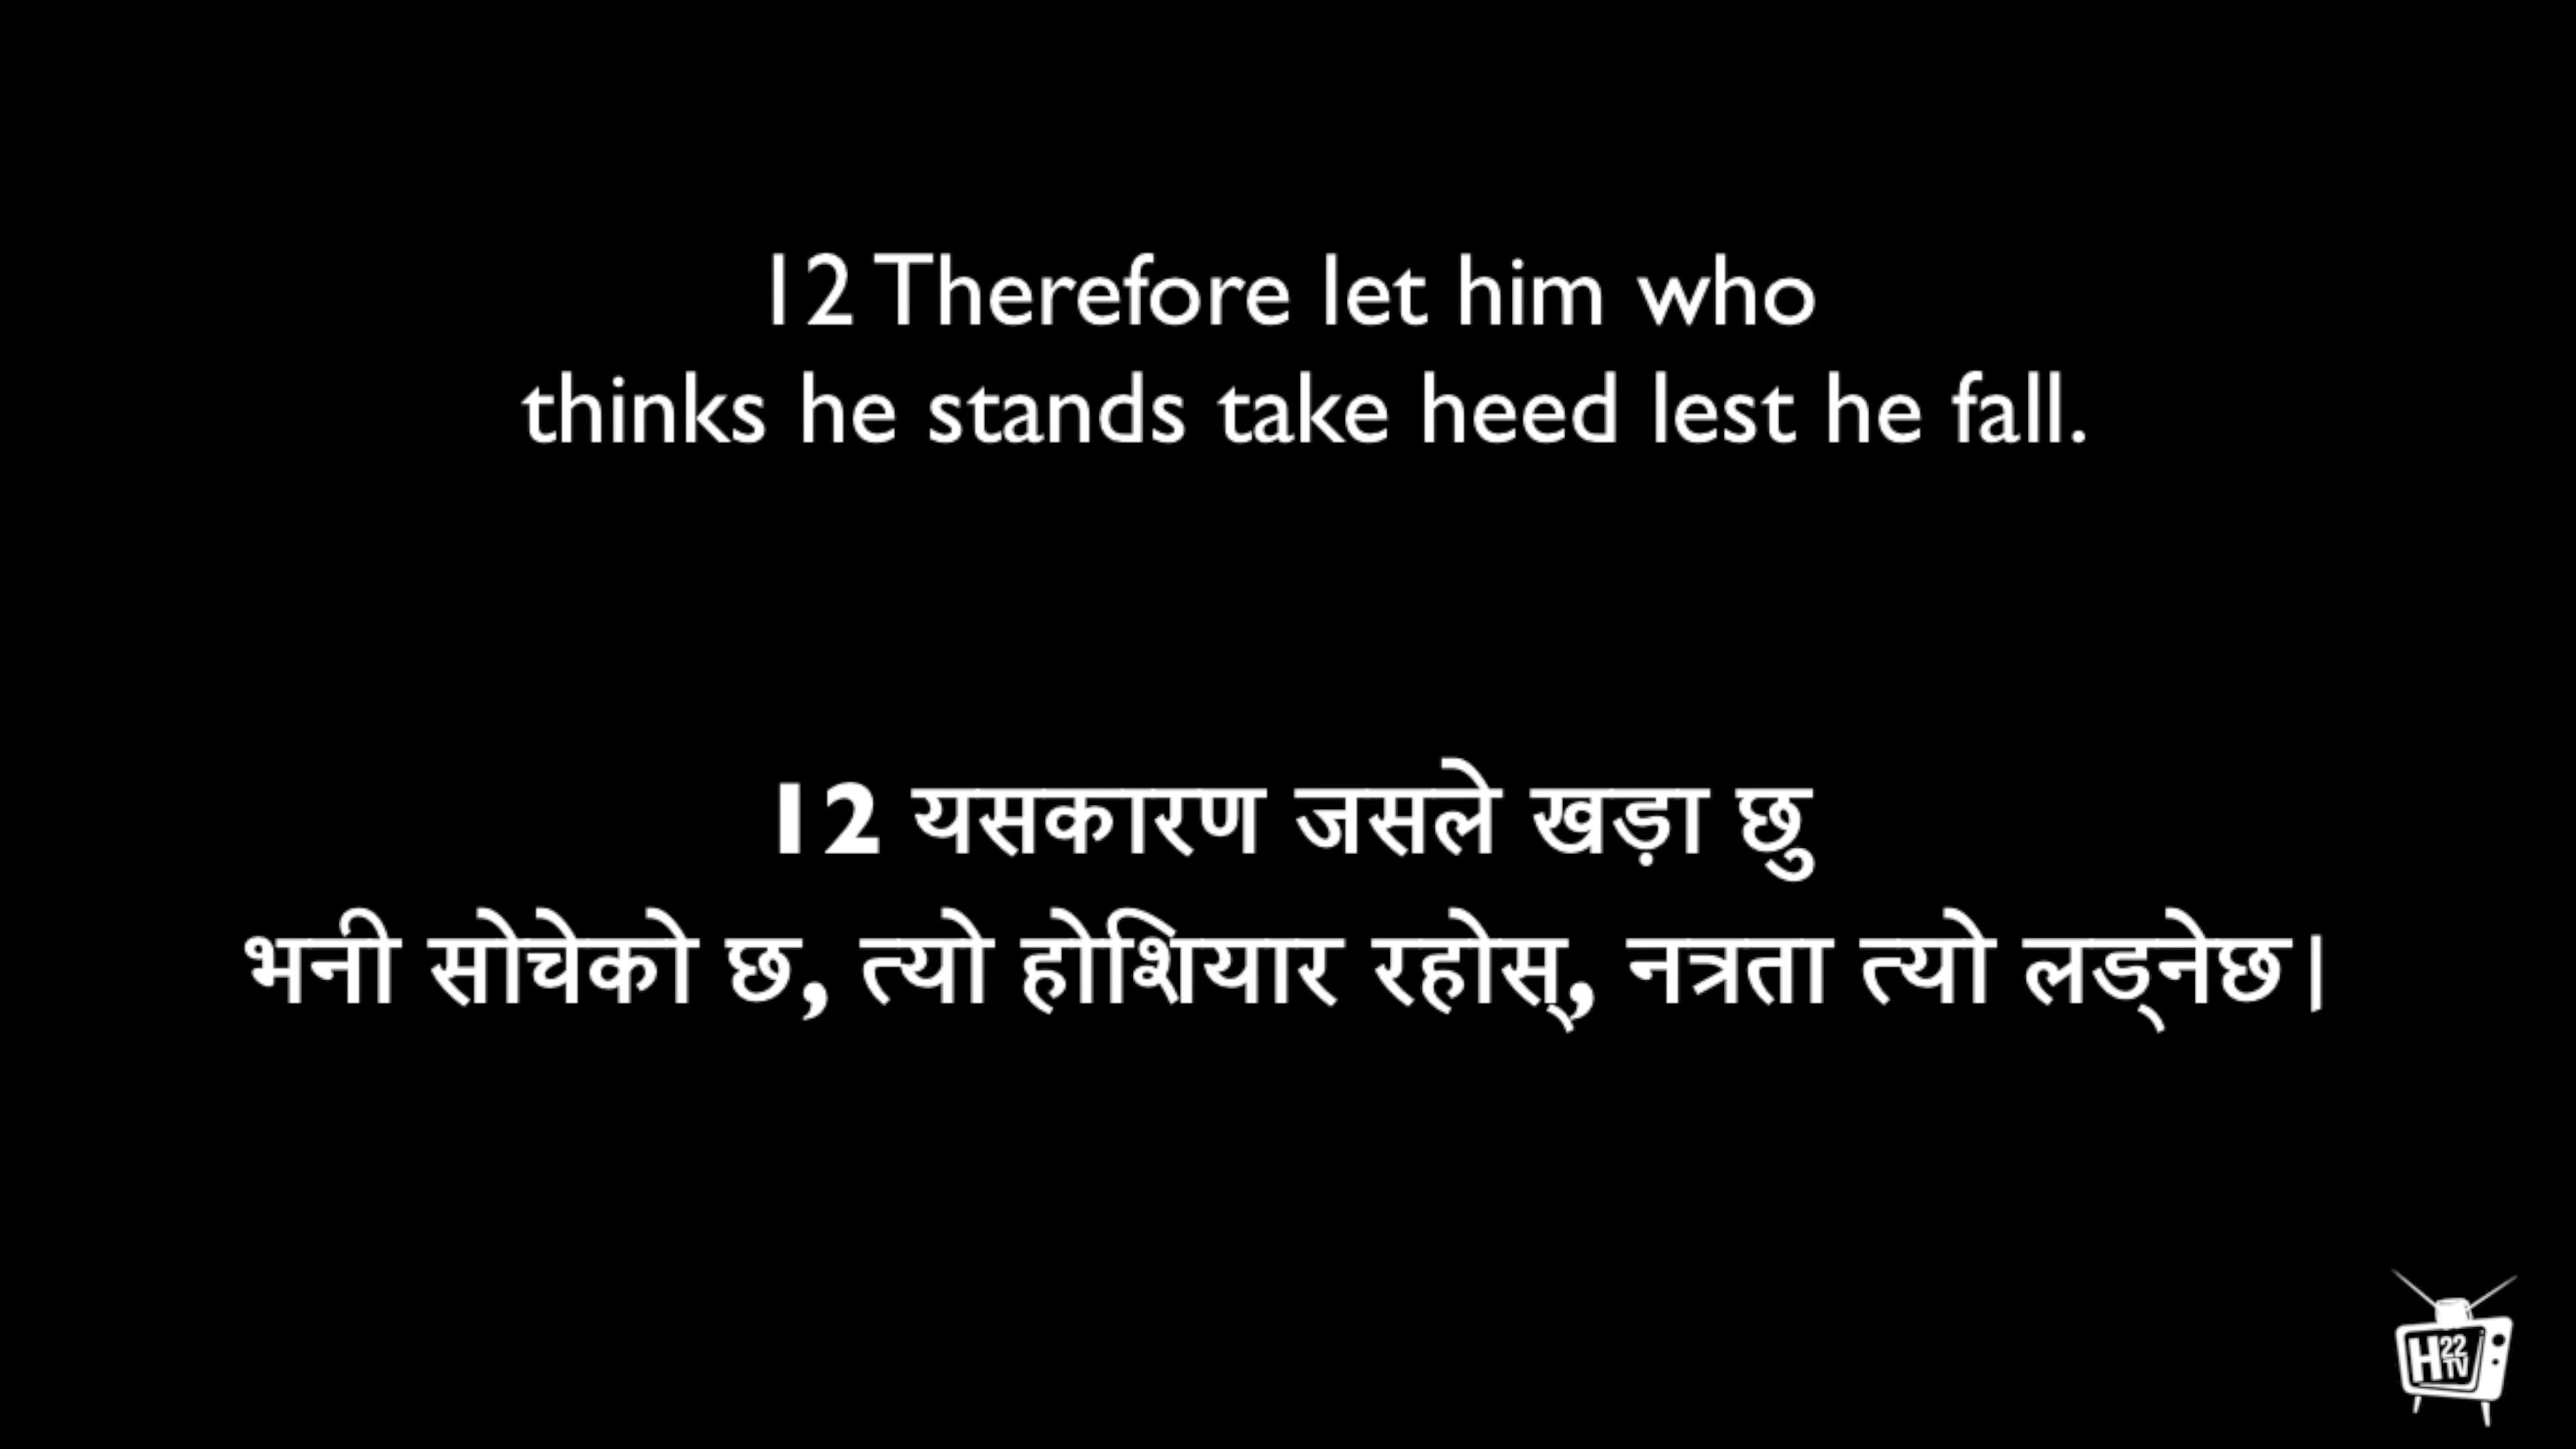 12 Therefore let him who
thinks he stands take heed lest he fall.
12 यसकारण जसले खड़ा छु
भनी सोचेको छ, त्यो होशियार रहोस्, नत्रता त्यो लड्नेछ।
H22
TV